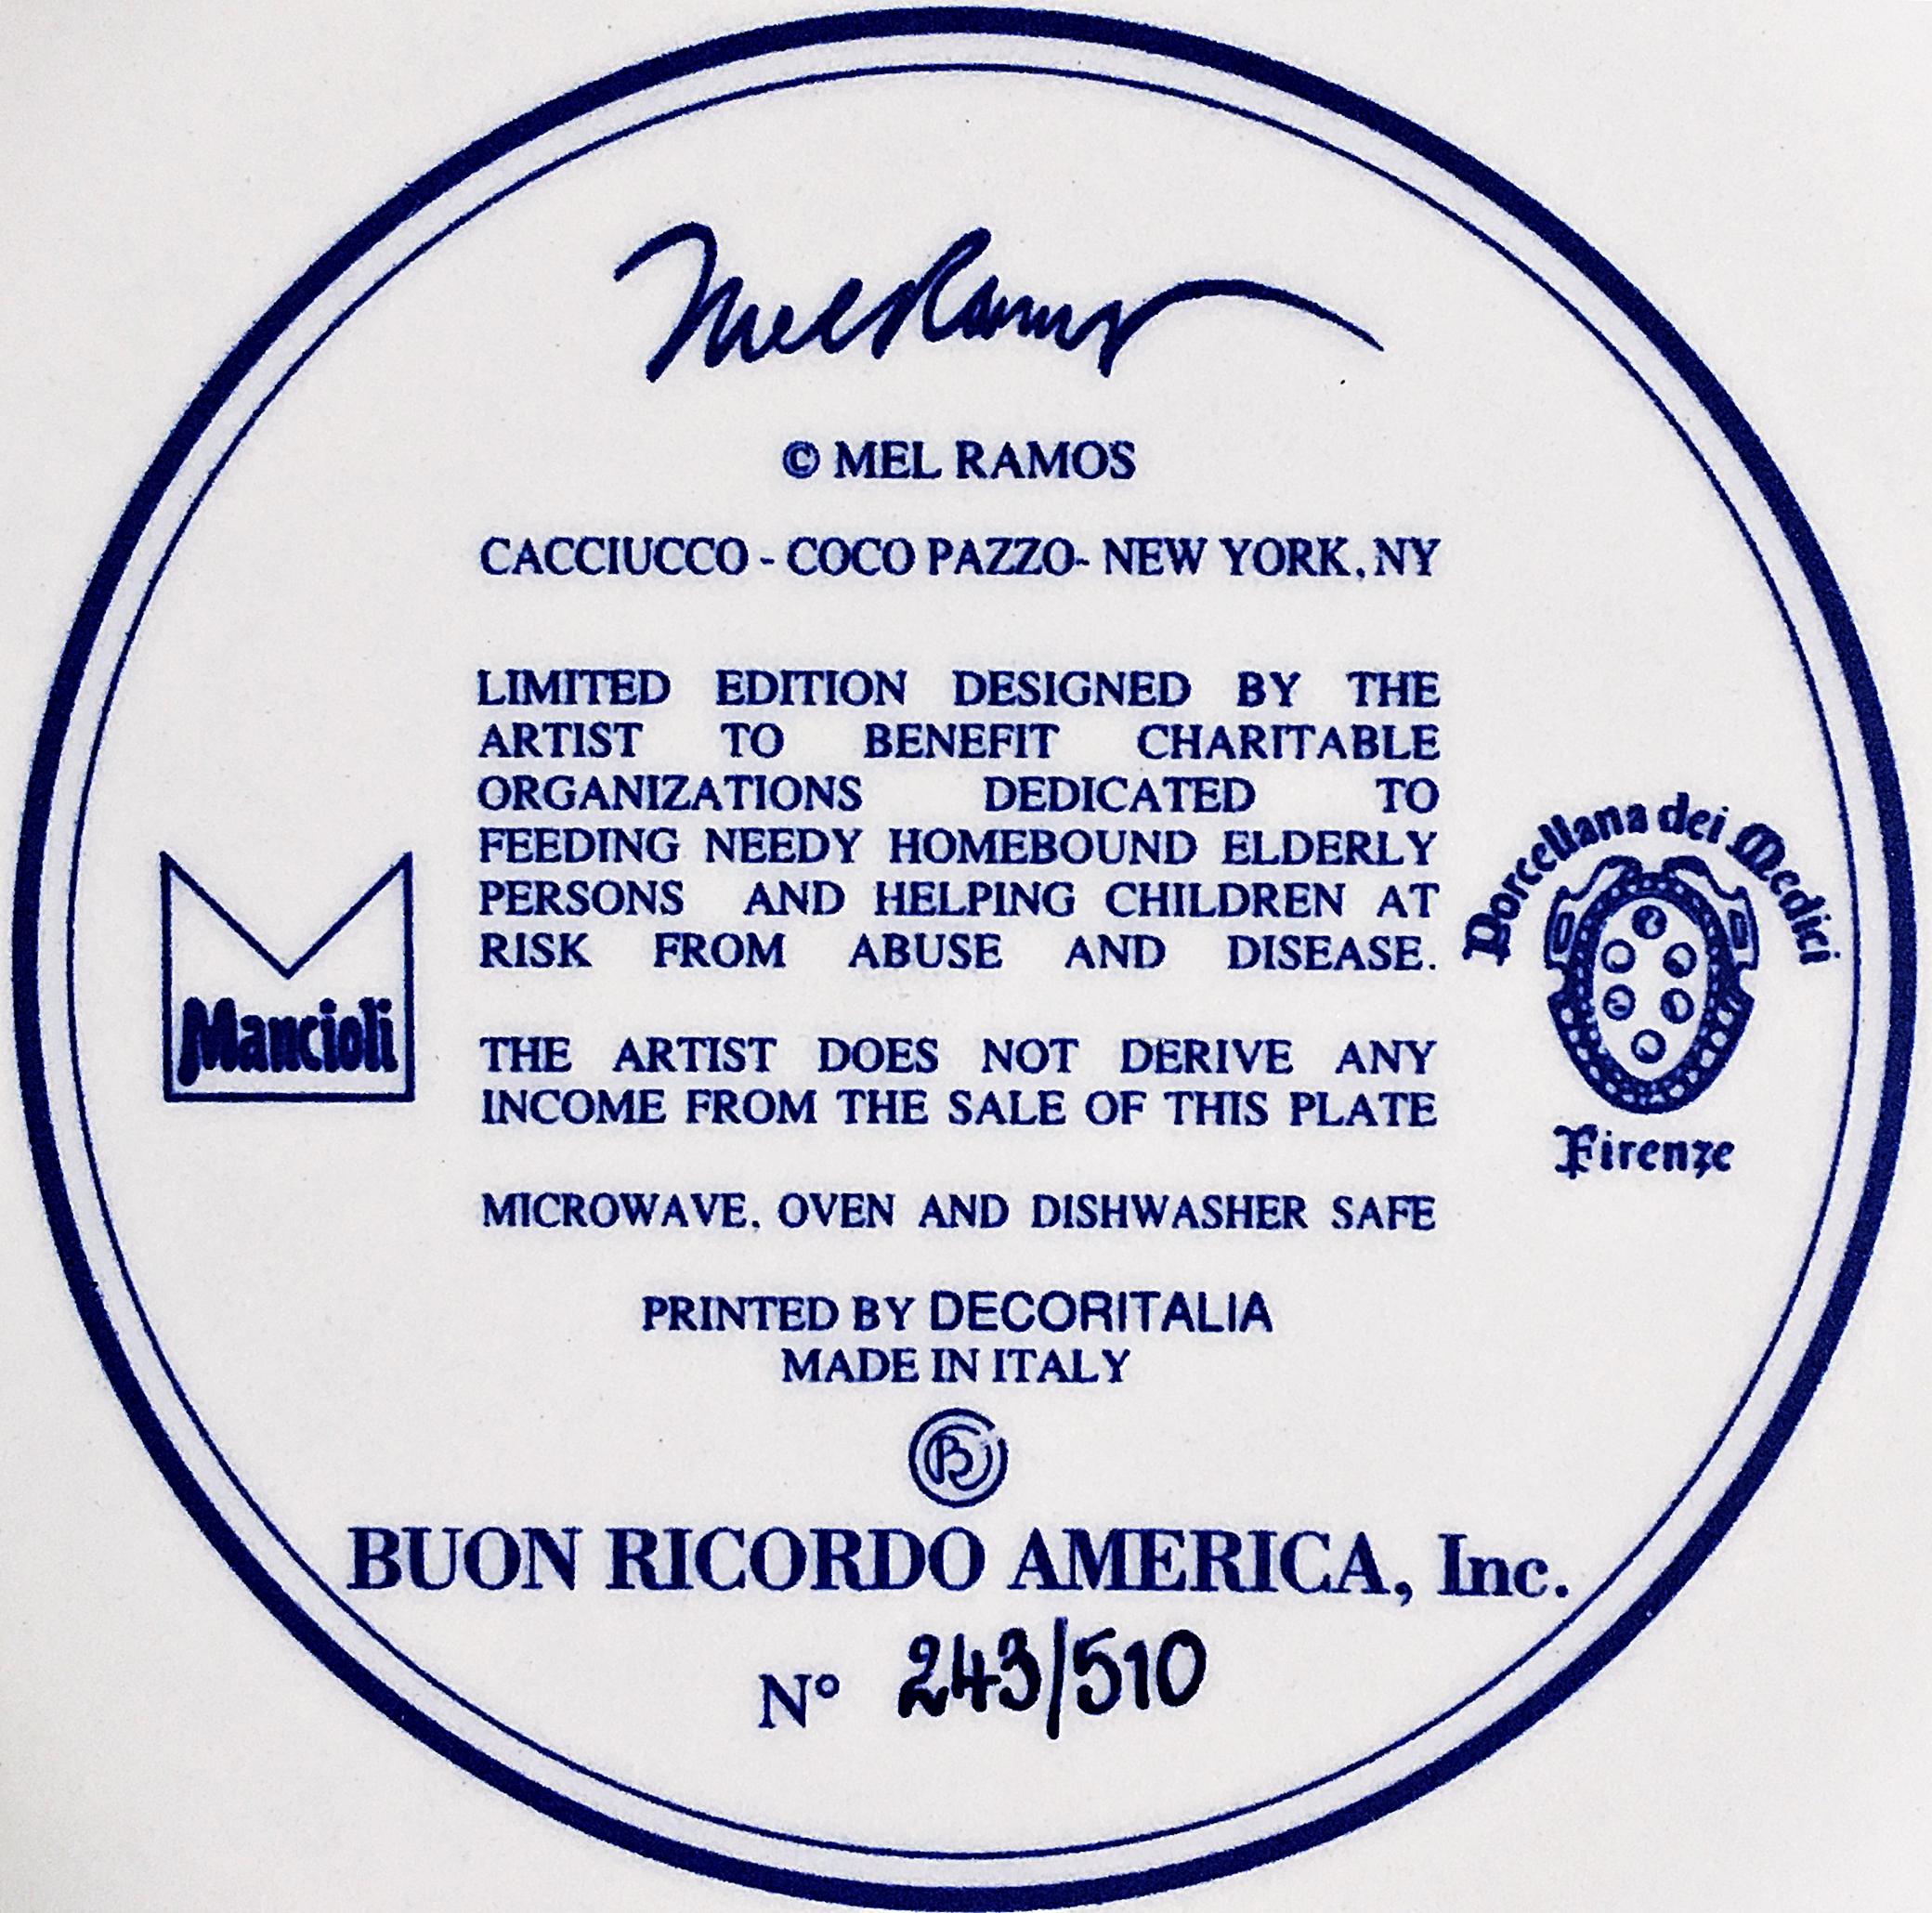 Mel Ramos
© MEL RAMOS
CACCIUCCO - COCO PAZZO- NEW YORK, NY
LIMITED EDITION DESIGNED BY THE
ARTIST TO BENEFIT CHARITABLE
ORGANIZATIONS DEDICATED TO
FEEDING NEEDY HOMEBOUND ELDERLY
PERSONS AND HELPING CHILDREN AT
RISK FROM ABUSE AND DISEASE.
Mancioli
Porcellana dei Medici
Firenze
THE ARTIST DOES NOT DERIVE ANY
INCOME FROM THE SALE OF THIS PLATE
MICROWAVE, OVEN AND DISHWASHER SAFE
PRINTED BY DECORITALIA
MADE IN ITALY
BUON RICORDO AMERICA, Inc.
N° 243/510